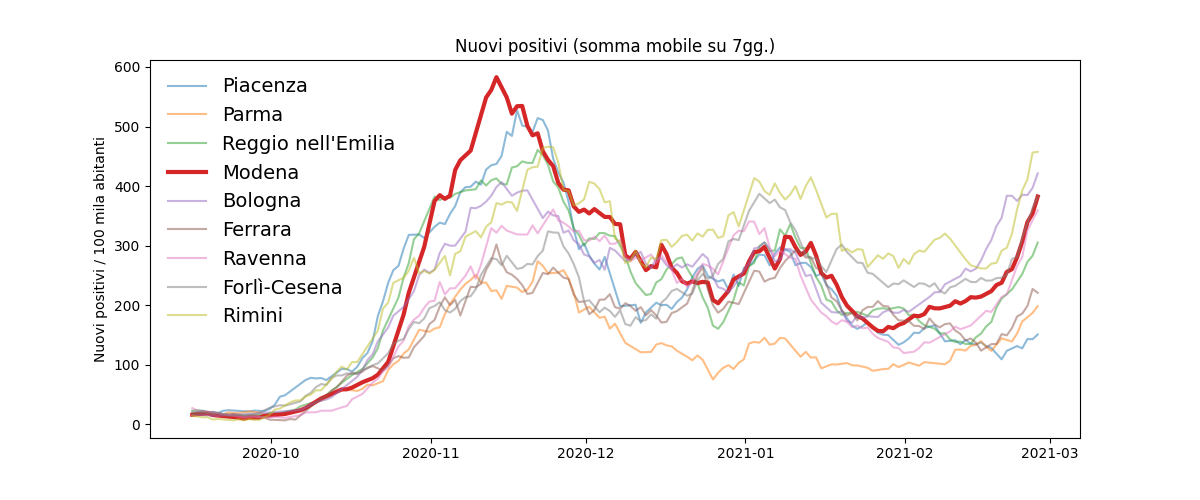 Nuovi positivi (somma mobile su 7gg.)
Nuovi positivi / 100 mila abitanti
600
500
400
300
200
100
0
Piacenza
Parma
Reggio nell'Emilia
Modena
Bologna
Ferrara
Ravenna
Forlì-Cesena
Rimini
2020-10
2020-11
2020-12
2021-01
2021-02
2021-03